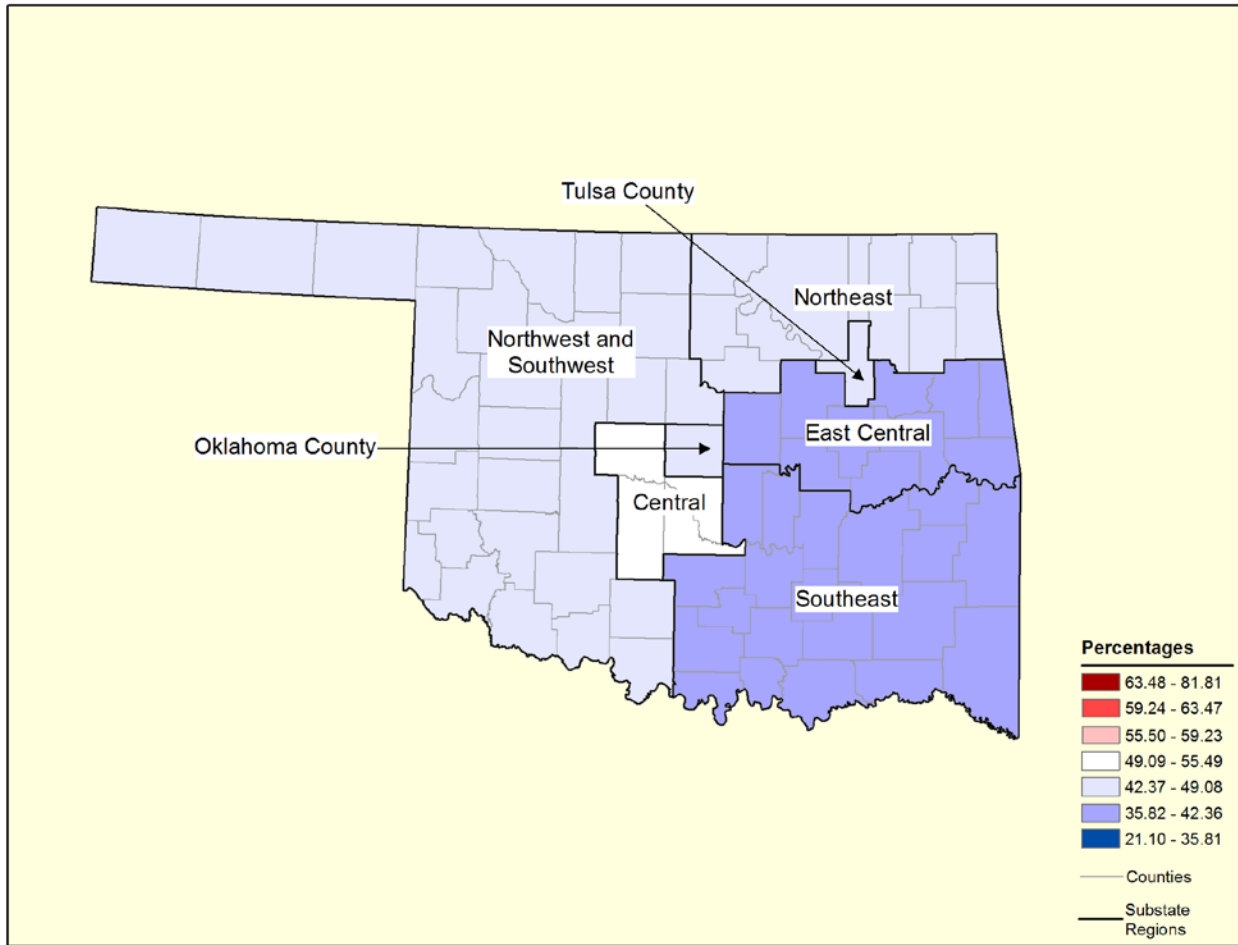 Tulsa County
Northeast
Northwest and
Southwest
Oklahoma County
East Central
Central
Southeast
Percentages
63.48 - 81.81
59.24 - 63.47
55.50 - 59.23
49.09 - 55.49
42.37 - 49.08
35.82 - 42.36
21.10 - 35.81
Counties
Substate
Regions